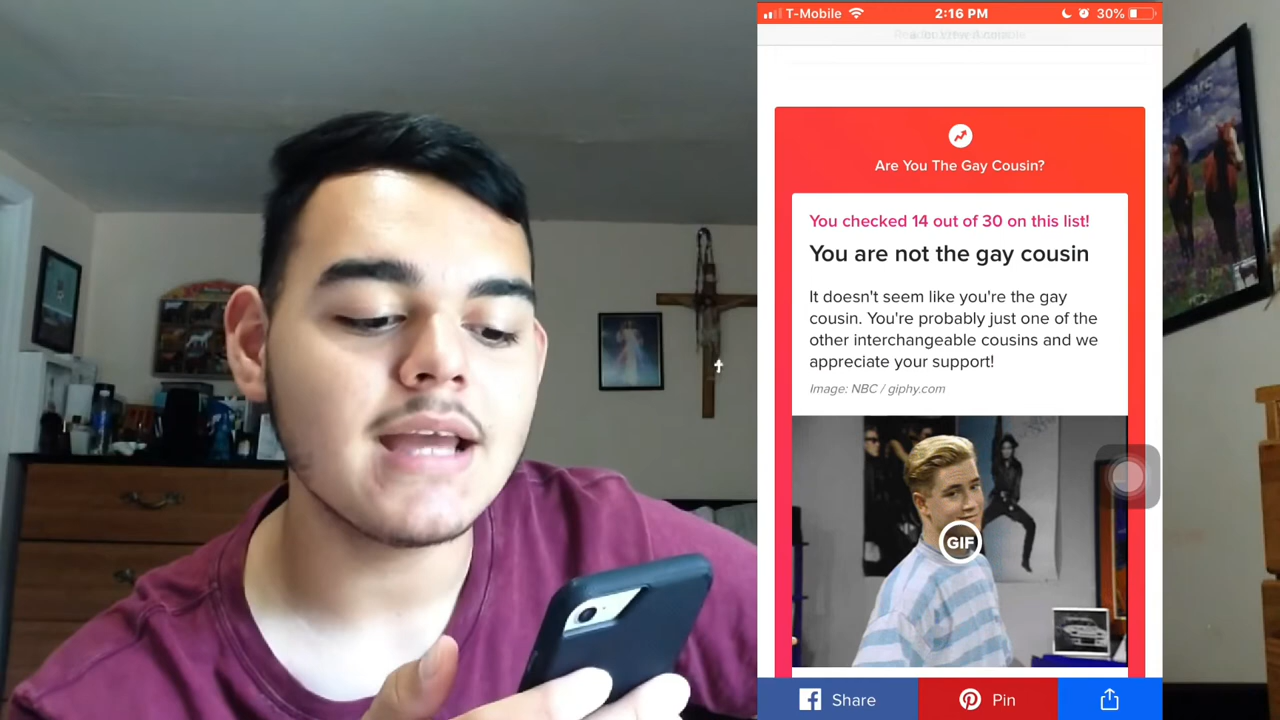 T-Mobile 2:16 PM 30%
Are You The Gay Cousin?
You checked 14 out of 30 on this list!
You are not the gay cousin
It doesn't seem like you're the gay
cousin. You're probably just one of the
other interchangeable cousins and we
appreciate your support!
Image: NBC / giphy.com
GIF
Share Pin